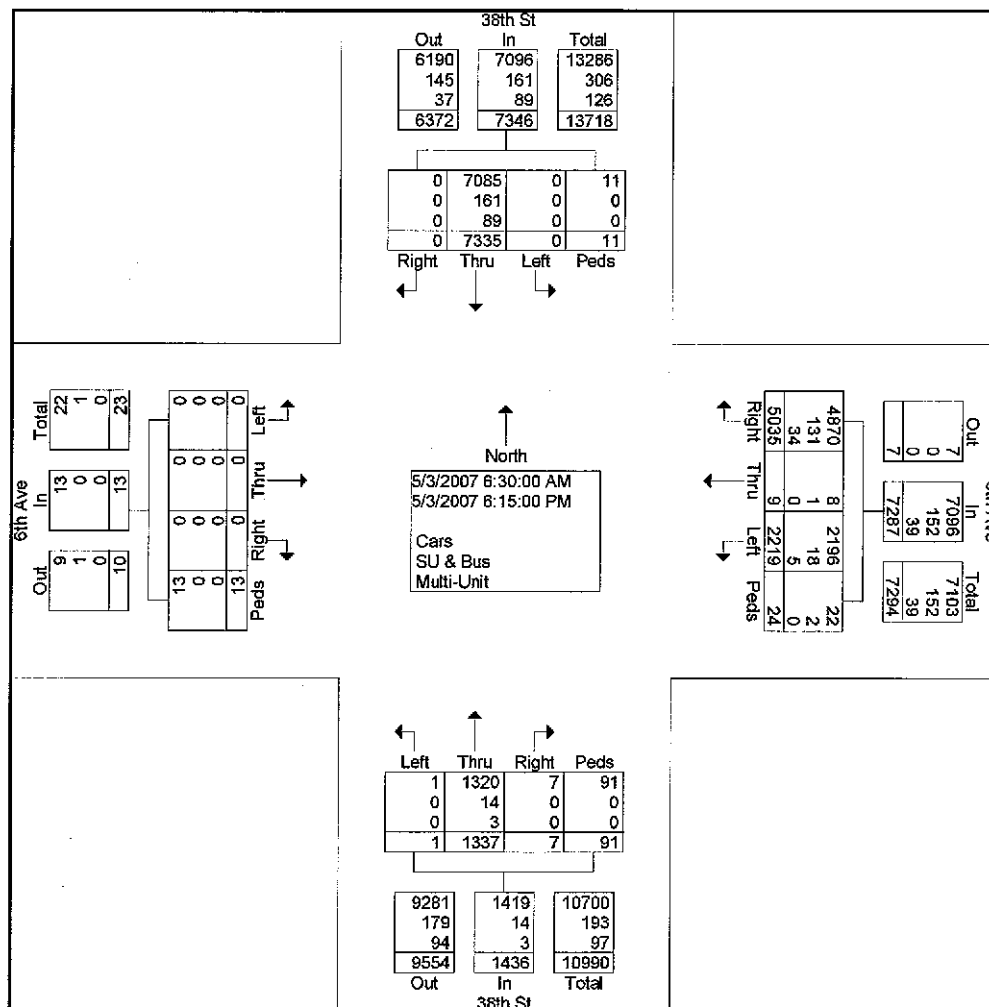 38th St
Out In Total
6190 7096 13286
145 161 306
37 89 126
6372 7346 13718
0 7085 0 11
0 161 0 0
0 89 0 0
0 7335 0 11
Right Thru Left Peds
Total 22 1 0 23
In 13 0 0 13
Out 9 1 0 10
6th Ave
Left 0 0 0 0
Thru 0 0 0 0
Right 0 0 0 0
Peds 13 0 0 13
North
5/3/2007 6:30:00 AM
5/3/2007 6:15:00 PM
Cars
SU & Bus
Multi-Unit
Right 4870 131 34 5035
Thru 8 1 0 9
Left 2196 18 5 2219
Peds 22 2 0 24
Out 7 0 0 7
In 7096 152 39 7287
Total 7103 152 39 7294
Left Thru Right Peds
1 1320 7 91
0 14 0 0
0 3 0 0
1 1337 7 91
9281 1419 10700
179 14 193
94 3 97
9554 1436 10990
Out In Total
38th St